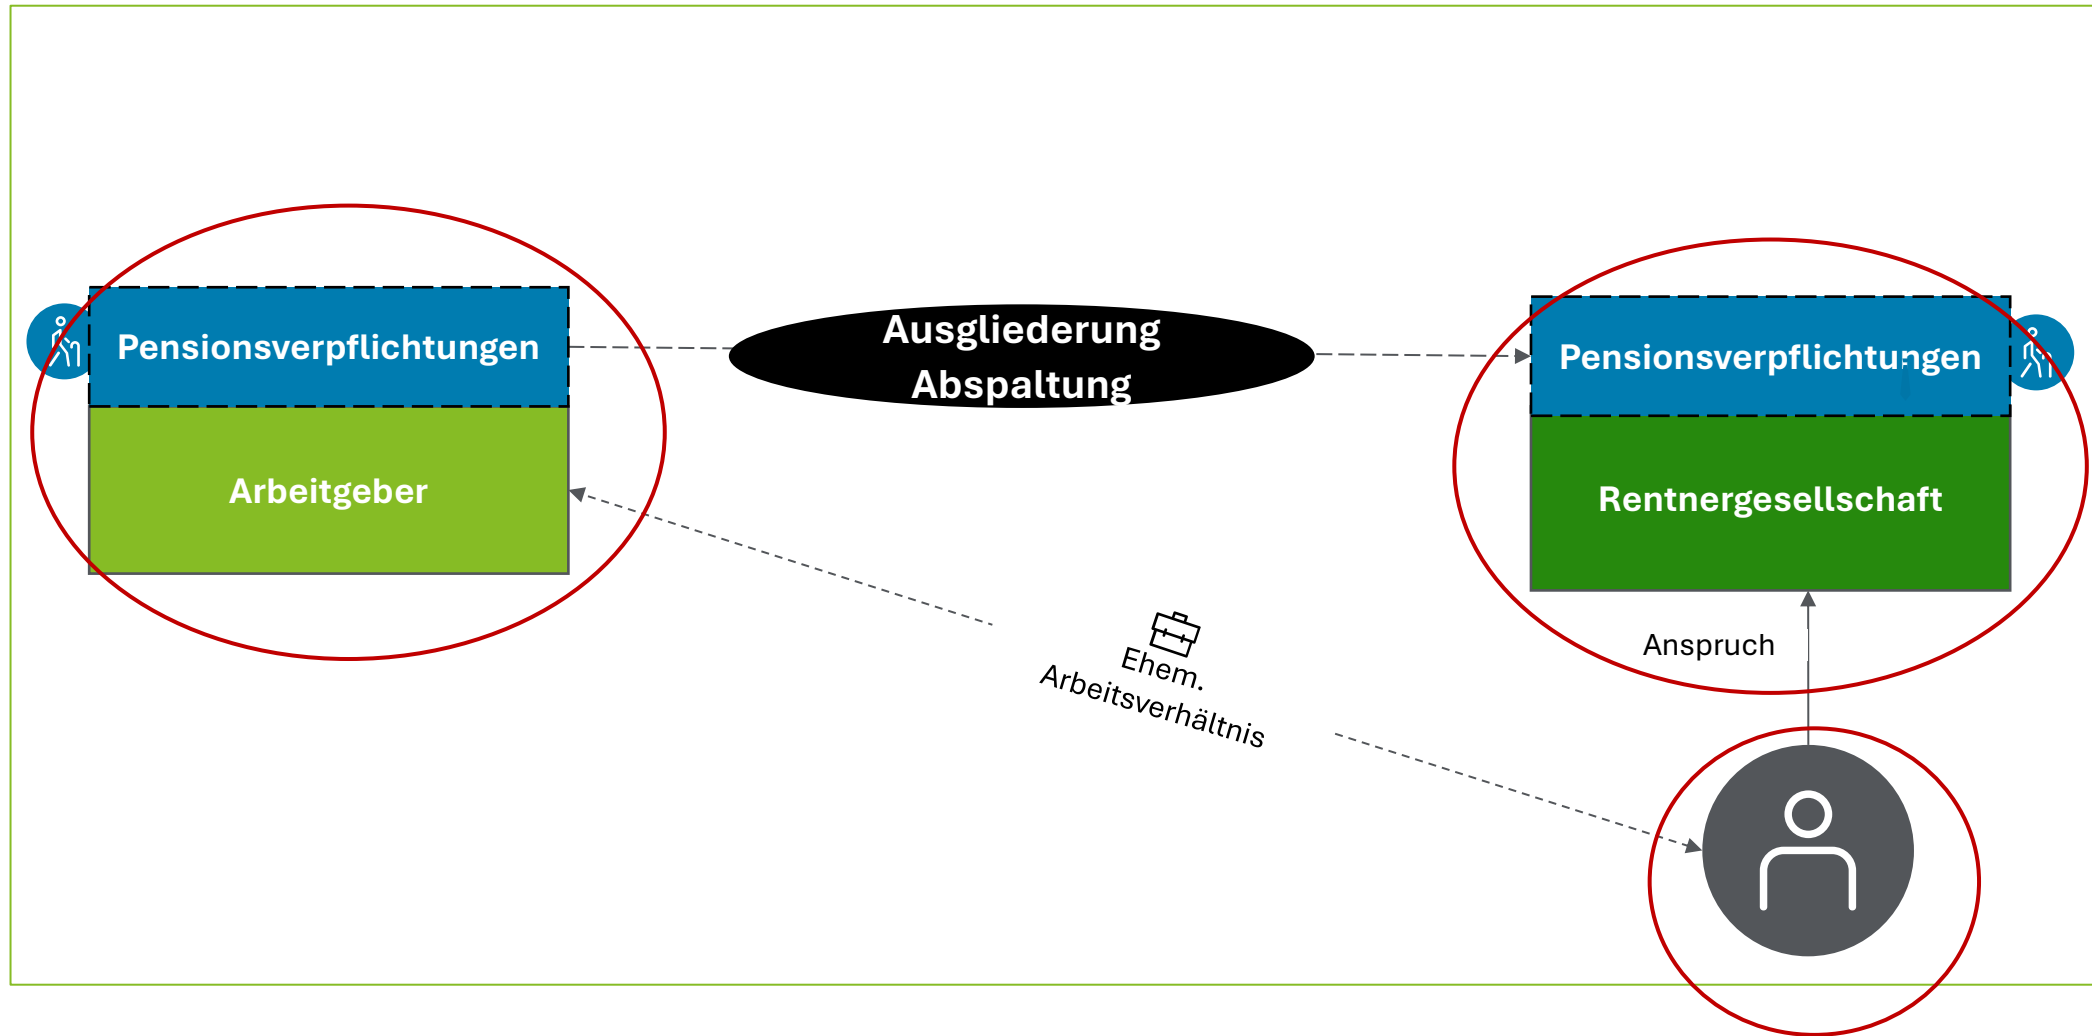 Ausgliederung
Abspaltung
Pensionsverpflichtungen
Pensionsverpflichtungen
Arbeitgeber
Rentnergesellschaft
Anspruch
Ehem.
Arbeitsverhältnis